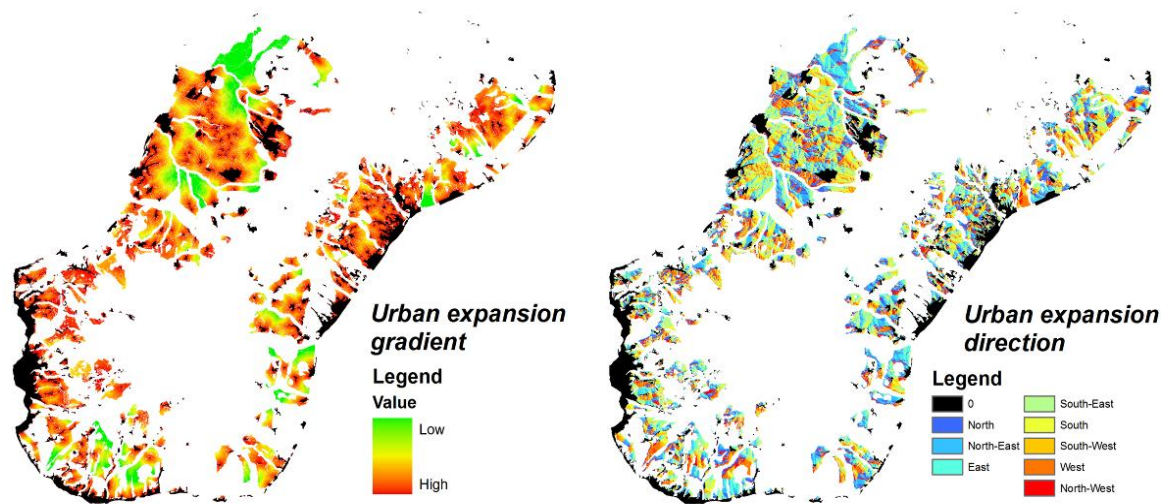 Urban expansion
gradient
Legend
Value
Low
High
Urban expansion
direction
Legend
0
North
North-East
East
South-East
South
South-West
West
North-West